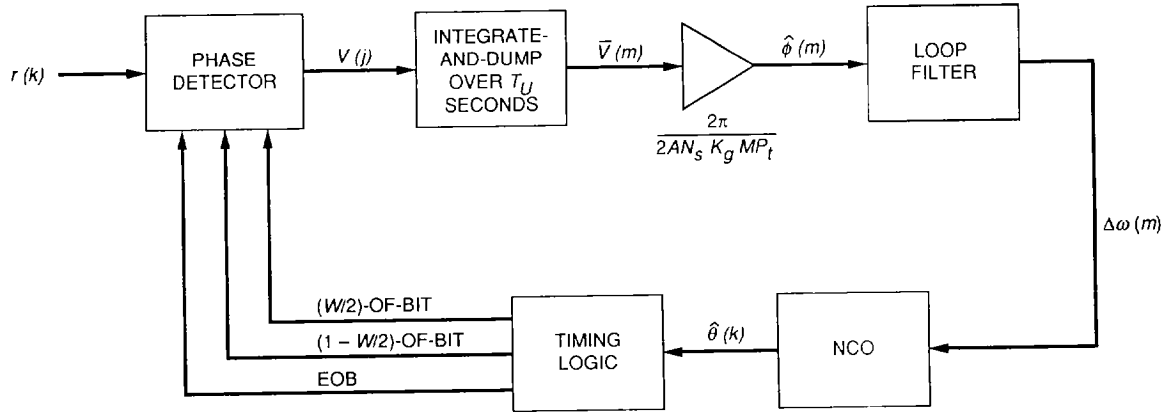 r (k)
PHASE
DETECTOR
V (j)
INTEGRATE-
AND-DUMP
OVER T_U
SECONDS
V̄ (m)
2π
2AN_s K_g MP_t
φ̂ (m)
LOOP
FILTER
Δω (m)
NCO
θ̂ (k)
TIMING
LOGIC
(W/2)-OF-BIT
(1 – W/2)-OF-BIT
EOB